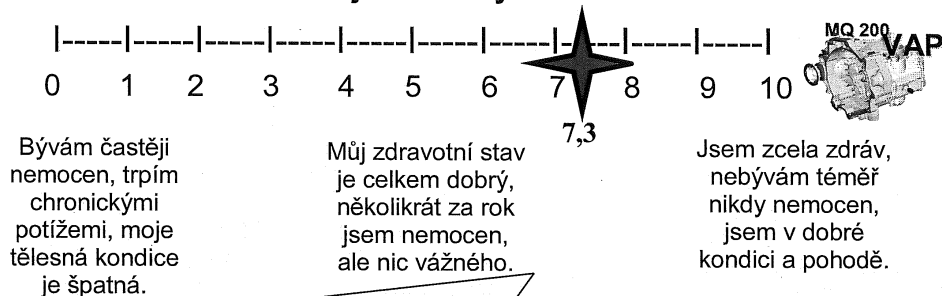 MQ 200
VAP
0 1 2 3 4 5 6 7 8 9 10
7,3
Bývám častěji
nemocen, trpím
chronickými
potížemi, moje
tělesná kondice
je špatná.
Můj zdravotní stav
je celkem dobrý,
několikrát za rok
jsem nemocen,
ale nic vážného.
Jsem zcela zdráv,
nebývám téměř
nikdy nemocen,
jsem v dobré
kondici a pohodě.